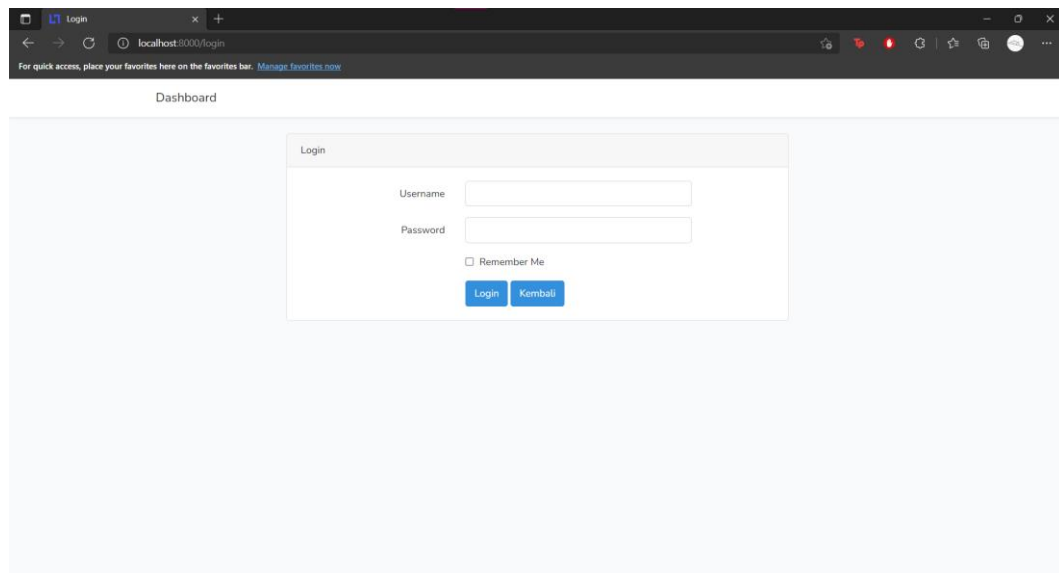 Login
localhost:8000/login
For quick access, place your favorites here on the favorites bar. Manage favorites now
Dashboard
Login
Username
Password
Remember Me
Login Kembali